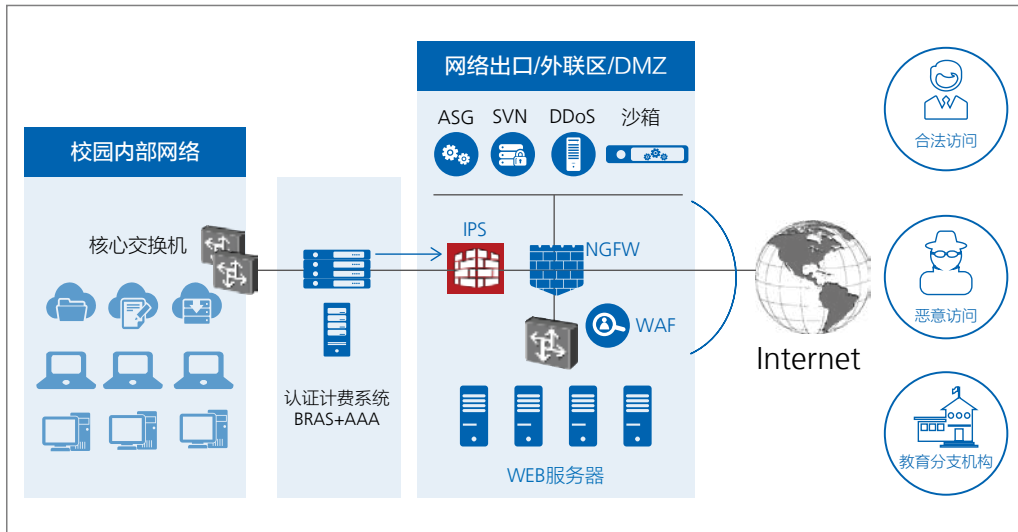 网络出口/外联区/DMZ
ASG
SVN
DDoS
沙箱
合法访问
校园内部网络
核心交换机
IPS
NGFW
WAF
Internet
恶意访问
认证计费系统
BRAS+AAA
WEB服务器
教育分支机构